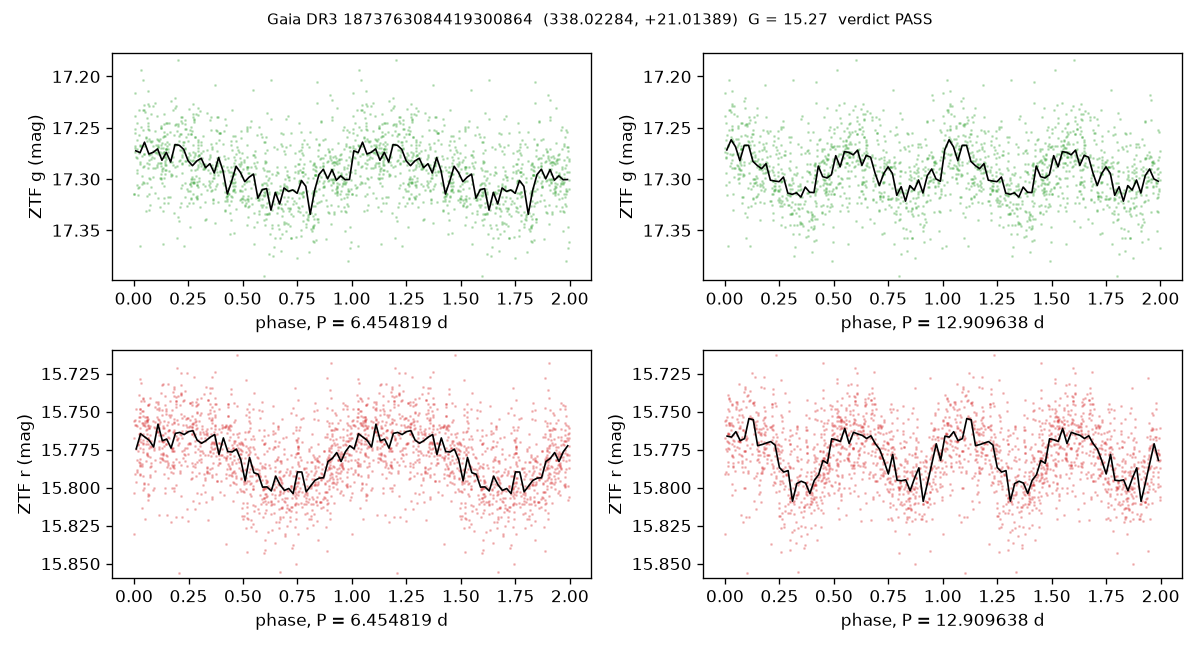 Gaia DR3 1873763084419300864  (338.02284, +21.01389)  G = 15.27  verdict PASS
ZTF g (mag)
17.20
17.25
17.30
17.35
0.00 0.25 0.50 0.75 1.00 1.25 1.50 1.75 2.00
phase, P = 6.454819 d
ZTF g (mag)
17.20
17.25
17.30
17.35
0.00 0.25 0.50 0.75 1.00 1.25 1.50 1.75 2.00
phase, P = 12.909638 d
ZTF r (mag)
15.725
15.750
15.775
15.800
15.825
15.850
0.00 0.25 0.50 0.75 1.00 1.25 1.50 1.75 2.00
phase, P = 6.454819 d
ZTF r (mag)
15.725
15.750
15.775
15.800
15.825
15.850
0.00 0.25 0.50 0.75 1.00 1.25 1.50 1.75 2.00
phase, P = 12.909638 d